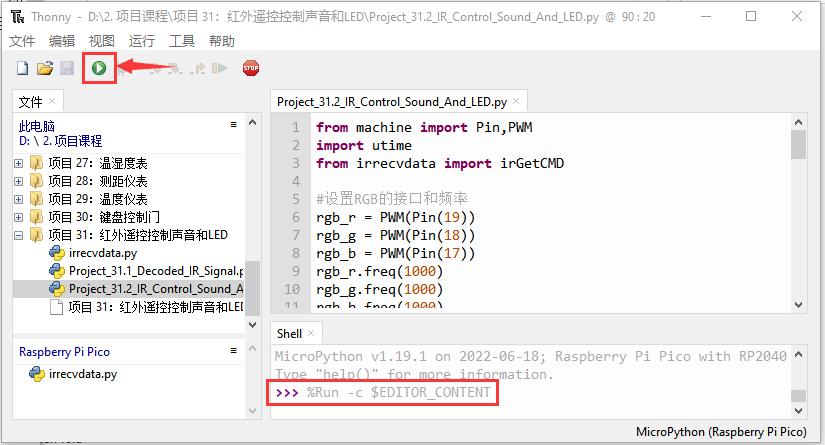 Thonny - D:\2. 项目课程\项目 31：红外遥控控制声音和LED\Project_31.2_IR_Control_Sound_And_LED.py @ 90 : 20
文件 编辑 视图 运行 工具 帮助
STOP
文件
此电脑
D: \ 2. 项目课程
项目 27：温湿度表
项目 28：测距仪表
项目 29：温度仪表
项目 30：键盘控制门
项目 31：红外遥控控制声音和LED
irrecvdata.py
Project_31.1_Decoded_IR_Signal.p
Project_31.2_IR_Control_Sound_A
项目 31：红外遥控控制声音和LED
Raspberry Pi Pico
irrecvdata.py
Project_31.2_IR_Control_Sound_And_LED.py
1 from machine import Pin,PWM
2 import utime
3 from irrecvdata import irGetCMD
4
5 #设置RGB的接口和频率
6 rgb_r = PWM(Pin(19))
7 rgb_g = PWM(Pin(18))
8 rgb_b = PWM(Pin(17))
9 rgb_r.freq(1000)
10 rgb_g.freq(1000)
11 rgb_b.freq(1000)
Shell
MicroPython v1.19.1 on 2022-06-18; Raspberry Pi Pico with RP2040
Type "help()" for more information.
>>> %Run -c $EDITOR_CONTENT
MicroPython (Raspberry Pi Pico)